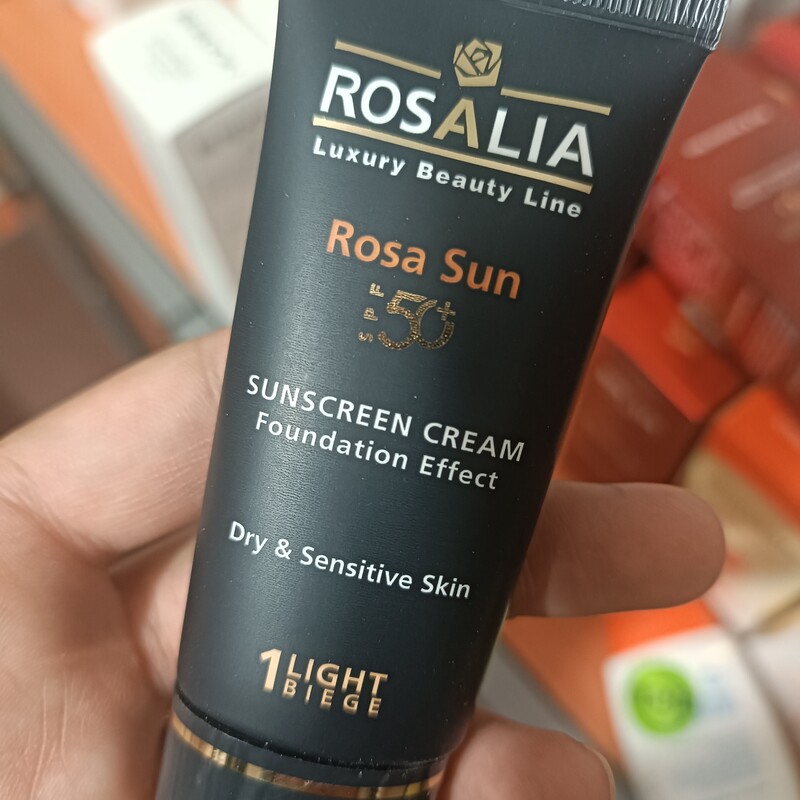 ROSALIA
Luxury Beauty Line
Rosa Sun
SPF 50+
SUNSCREEN CREAM
Foundation Effect
Dry & Sensitive Skin
1 LIGHT
BIEGE